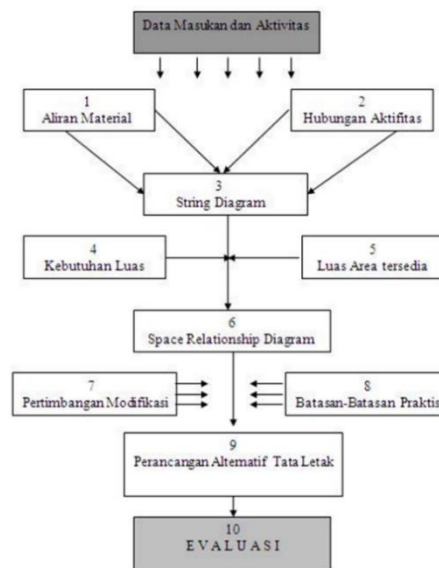 Data Masukan dan Aktivitas
1
Aliran Material
2
Hubungan Aktifitas
3
String Diagram
4
Kebutuhan Luas
5
Luas Area tersedia
6
Space Relationship Diagram
7
Pertimbangan Modifikasi
8
Batasan-Batasan Praktis
9
Perancangan Alternatif Tata Letak
10
E V A L U A S I